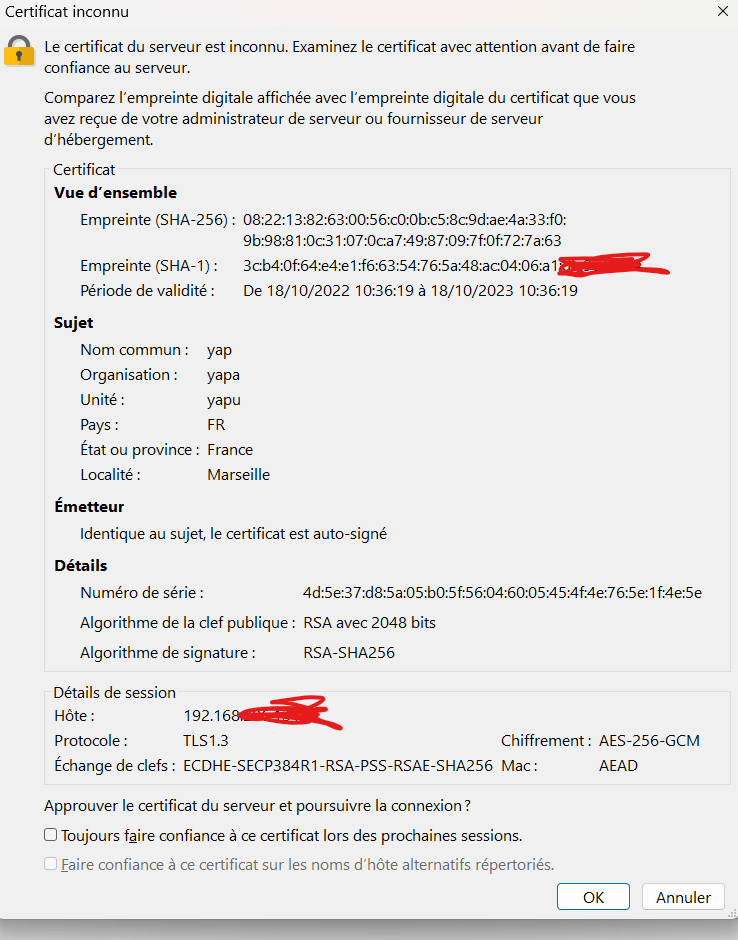 Certificat inconnu
Le certificat du serveur est inconnu. Examinez le certificat avec attention avant de faire
confiance au serveur.
Comparez l’empreinte digitale affichée avec l’empreinte digitale du certificat que vous
avez reçue de votre administrateur de serveur ou fournisseur de serveur
d’hébergement.
Certificat
Vue d’ensemble
Empreinte (SHA-256) : 08:22:13:82:63:00:56:c0:0b:c5:8c:9d:ae:4a:33:f0:
9b:98:81:0c:31:07:0c:a7:49:87:09:7f:0f:72:7a:63
Empreinte (SHA-1) : 3c:b4:0f:64:e4:e1:f6:63:54:76:5a:48:ac:04:06:a1:
Période de validité : De 18/10/2022 10:36:19 à 18/10/2023 10:36:19
Sujet
Nom commun : yap
Organisation : yapa
Unité : yapu
Pays : FR
État ou province : France
Localité : Marseille
Émetteur
Identique au sujet, le certificat est auto-signé
Détails
Numéro de série : 4d:5e:37:d8:5a:05:b0:5f:56:04:60:05:45:4f:4e:76:5e:1f:4e:5e
Algorithme de la clef publique : RSA avec 2048 bits
Algorithme de signature : RSA-SHA256
Détails de session
Hôte : 192.168
Protocole : TLS1.3 Chiffrement : AES-256-GCM
Échange de clefs : ECDHE-SECP384R1-RSA-PSS-RSAE-SHA256 Mac : AEAD
Approuver le certificat du serveur et poursuivre la connexion ?
Toujours faire confiance à ce certificat lors des prochaines sessions.
Faire confiance à ce certificat sur les noms d’hôte alternatifs répertoriés.
OK Annuler